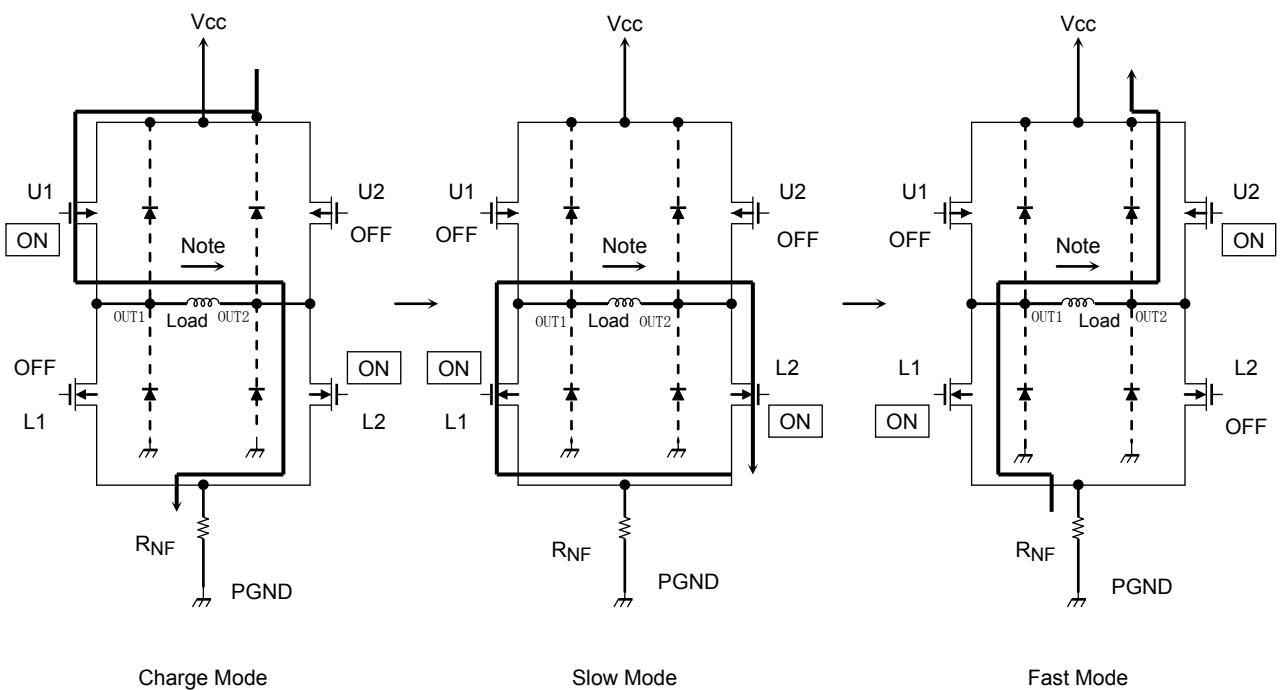 Vcc
U1
ON
U2
OFF
Note
OUT1
Load
OUT2
OFF
L1
ON
L2
RNF
PGND
Charge Mode
Vcc
U1
OFF
U2
OFF
Note
OUT1
Load
OUT2
ON
L1
L2
ON
RNF
PGND
Slow Mode
Vcc
U1
OFF
U2
ON
Note
OUT1
Load
OUT2
L1
ON
L2
OFF
RNF
PGND
Fast Mode